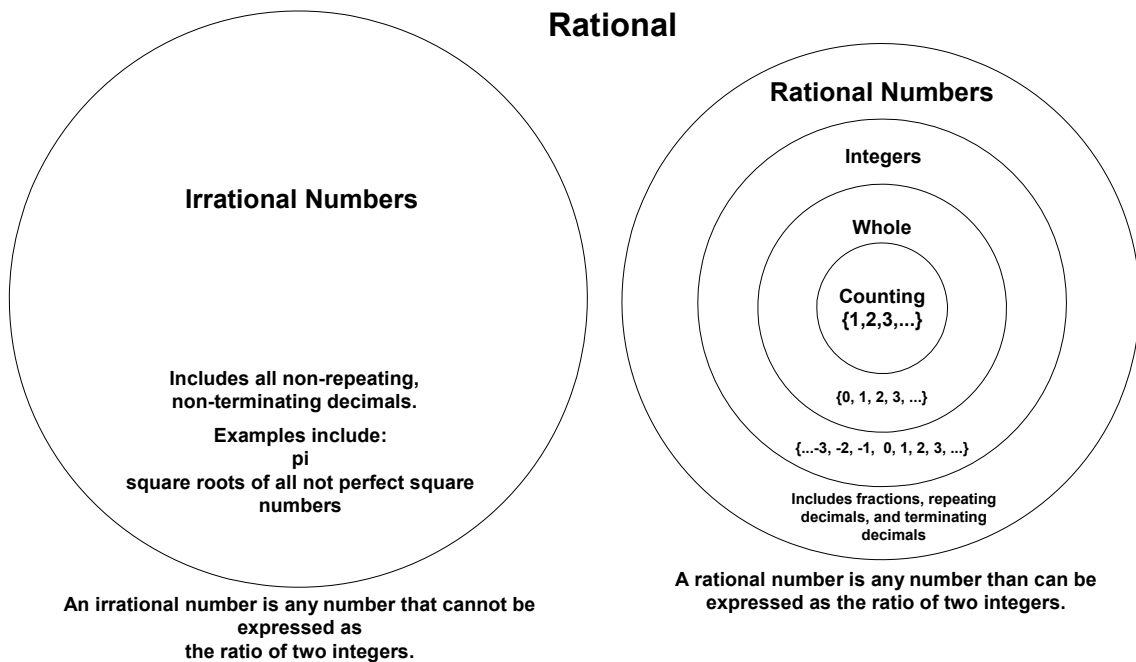 Rational
Irrational Numbers
Includes all non-repeating,
non-terminating decimals.
Examples include:
pi
square roots of all not perfect square
numbers
An irrational number is any number that cannot be
expressed as
the ratio of two integers.
Rational Numbers
Integers
Whole
Counting
{1,2,3,...}
{0, 1, 2, 3, ...}
{...-3, -2, -1, 0, 1, 2, 3, ...}
Includes fractions, repeating
decimals, and terminating
decimals
A rational number is any number than can be
expressed as the ratio of two integers.